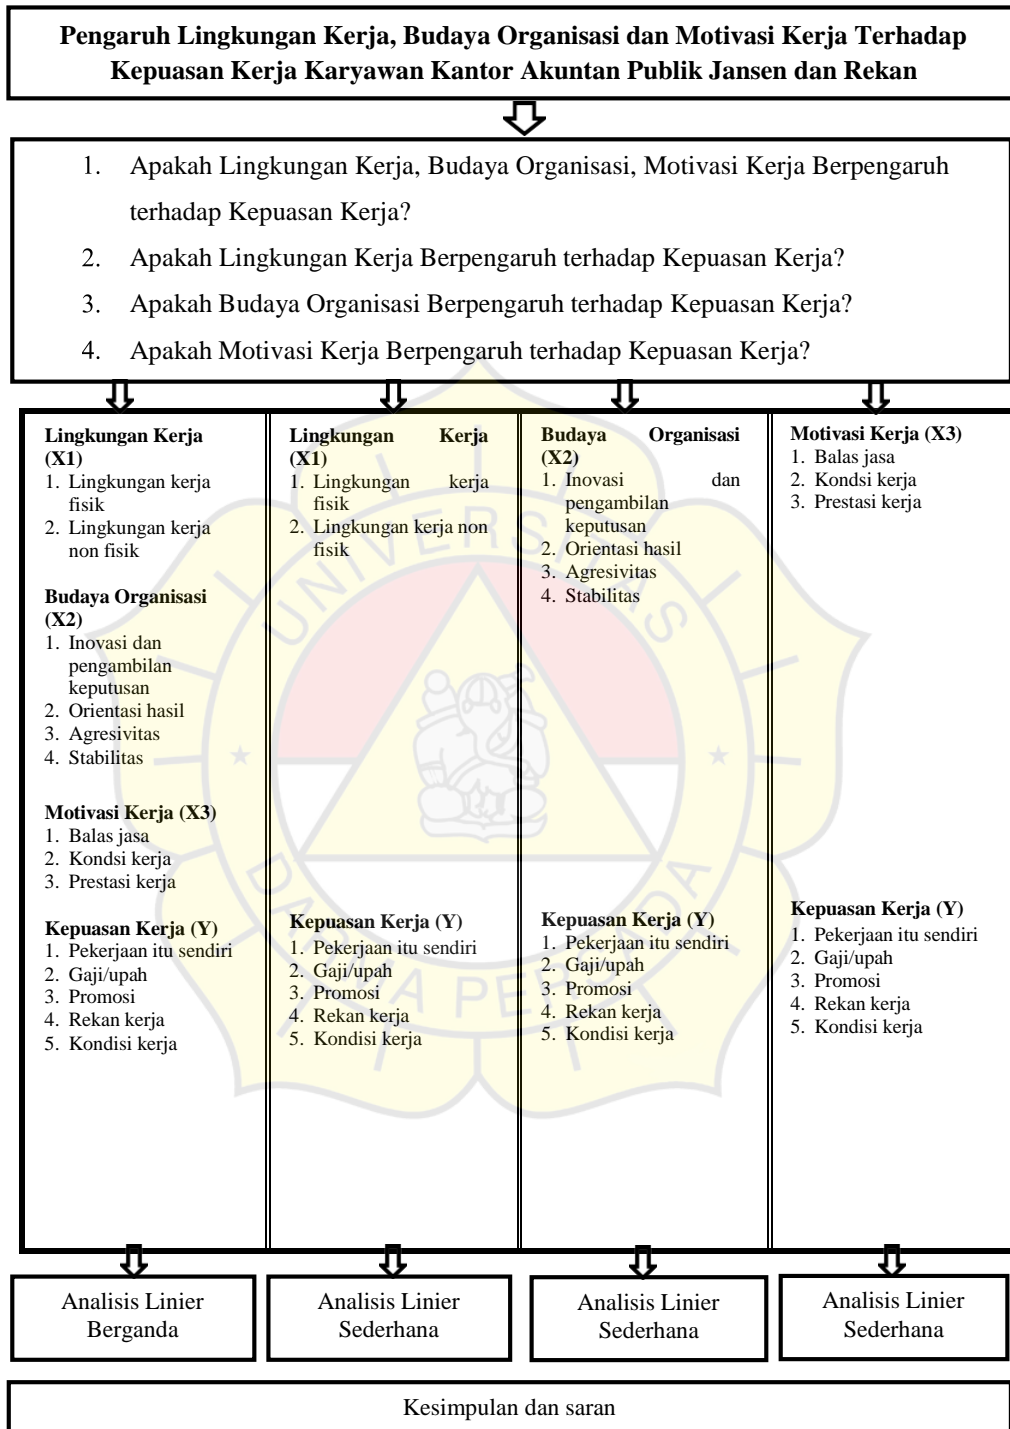 Pengaruh Lingkungan Kerja, Budaya Organisasi dan Motivasi Kerja Terhadap
Kepuasan Kerja Karyawan Kantor Akuntan Publik Jansen dan Rekan
1. Apakah Lingkungan Kerja, Budaya Organisasi, Motivasi Kerja Berpengaruh
terhadap Kepuasan Kerja?
2. Apakah Lingkungan Kerja Berpengaruh terhadap Kepuasan Kerja?
3. Apakah Budaya Organisasi Berpengaruh terhadap Kepuasan Kerja?
4. Apakah Motivasi Kerja Berpengaruh terhadap Kepuasan Kerja?
Lingkungan Kerja
(X1)
1. Lingkungan kerja
fisik
2. Lingkungan kerja
non fisik
Budaya Organisasi
(X2)
1. Inovasi dan
pengambilan
keputusan
2. Orientasi hasil
3. Agresivitas
4. Stabilitas
Motivasi Kerja (X3)
1. Balas jasa
2. Kondsi kerja
3. Prestasi kerja
Kepuasan Kerja (Y)
1. Pekerjaan itu sendiri
2. Gaji/upah
3. Promosi
4. Rekan kerja
5. Kondisi kerja
Lingkungan Kerja
(X1)
1. Lingkungan kerja
fisik
2. Lingkungan kerja non
fisik
Kepuasan Kerja (Y)
1. Pekerjaan itu sendiri
2. Gaji/upah
3. Promosi
4. Rekan kerja
5. Kondisi kerja
Budaya Organisasi
(X2)
1. Inovasi dan
pengambilan
keputusan
2. Orientasi hasil
3. Agresivitas
4. Stabilitas
Kepuasan Kerja (Y)
1. Pekerjaan itu sendiri
2. Gaji/upah
3. Promosi
4. Rekan kerja
5. Kondisi kerja
Motivasi Kerja (X3)
1. Balas jasa
2. Kondsi kerja
3. Prestasi kerja
Kepuasan Kerja (Y)
1. Pekerjaan itu sendiri
2. Gaji/upah
3. Promosi
4. Rekan kerja
5. Kondisi kerja
UNIVERSITAS
DARMA PERSADA
Analisis Linier
Berganda
Analisis Linier
Sederhana
Analisis Linier
Sederhana
Analisis Linier
Sederhana
Kesimpulan dan saran